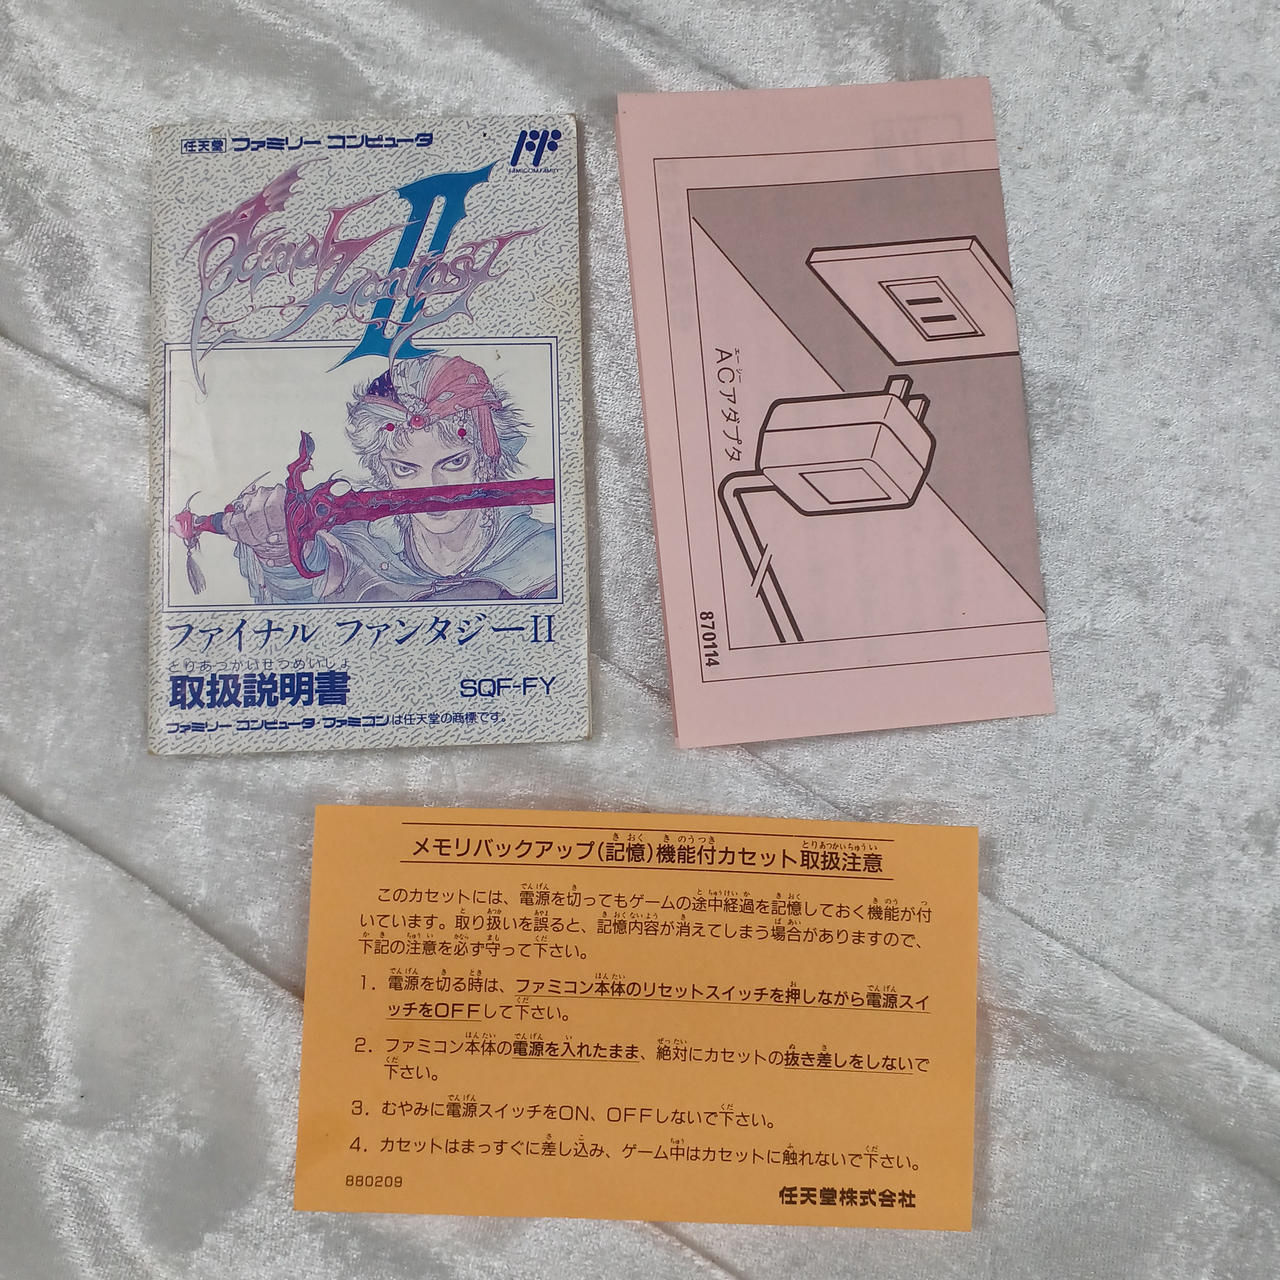 任天堂 ファミリー コンピュータ
FAMICOM FAMILY
Final Fantasy II
ファイナル ファンタジーII
とりあつかいせつめいしょ
取扱説明書 SQF-FY
ファミリー コンピュータ・ファミコンは任天堂の商標です。
エーシー
ACアダプタ
870114
メモリバックアップ(記憶)機能付カセット取扱注意
このカセットには、電源を切ってもゲームの途中経過を記憶しておく機能が付
いています。取り扱いを誤ると、記憶内容が消えてしまう場合がありますので、
下記の注意を必ず守って下さい。
1. 電源を切る時は、ファミコン本体のリセットスイッチを押しながら電源スイ
ッチをOFFして下さい。
2. ファミコン本体の電源を入れたまま、絶対にカセットの抜き差しをしないで
下さい。
3. むやみに電源スイッチをON、OFFしないで下さい。
4. カセットはまっすぐに差し込み、ゲーム中はカセットに触れないで下さい。
880209
任天堂株式会社